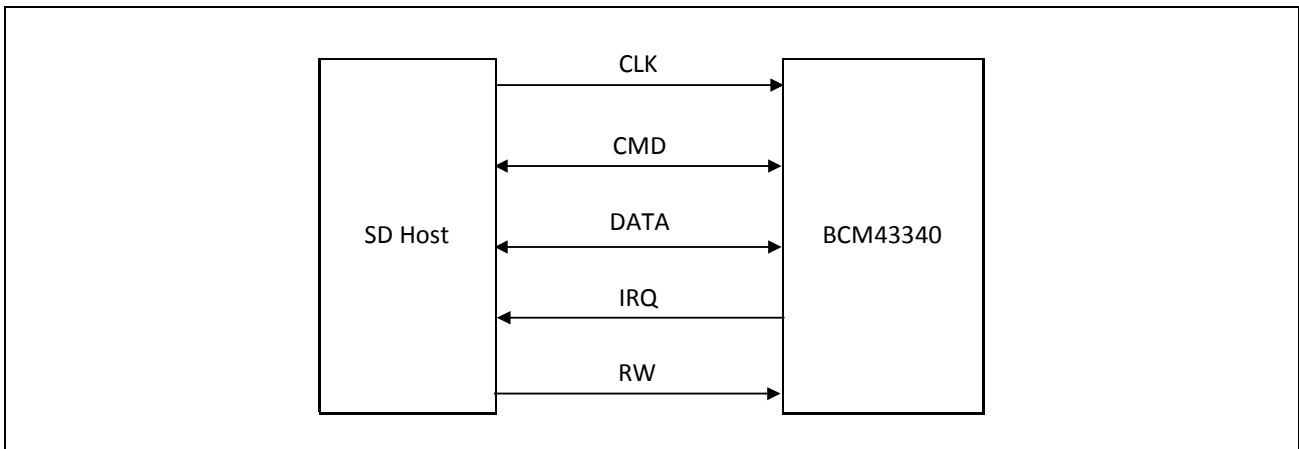 CLK
CMD
DATA
SD Host
BCM43340
IRQ
RW